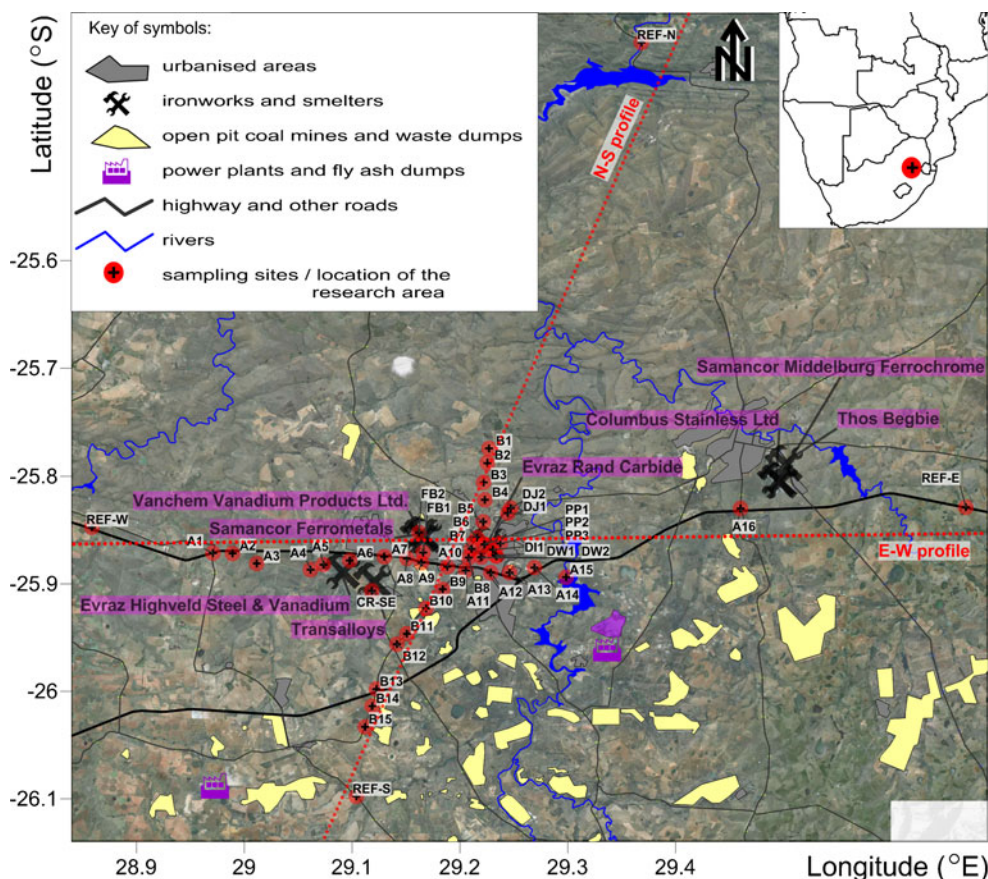 Latitude (°S)
Key of symbols:
urbanised areas
ironworks and smelters
open pit coal mines and waste dumps
power plants and fly ash dumps
highway and other roads
rivers
sampling sites / location of the
research area
REF-N
N
N-S profile
-25.6
-25.7
-25.8
-25.9
-26
-26.1
Samancor Middelburg Ferrochrome
Columbus Stainless Ltd
Thos Begbie
Evraz Rand Carbide
Vanchem Vanadium Products Ltd.
Samancor Ferrometals
Evraz Highveld Steel & Vanadium
Transalloys
REF-W
REF-E
E-W profile
B1
B2
B3
B4
B5
B6
B7
FB2
FB1
DJ2
DJ1
PP1
PP2
PP3
DI1
DW1
DW2
A1
A2
A3
A4
A5
A6
A7
A8
A9
A10
A11
A12
A13
A14
A15
A16
B8
B9
B10
B11
B12
B13
B14
B15
CR-SE
REF-S
28.9
29
29.1
29.2
29.3
29.4
Longitude (°E)